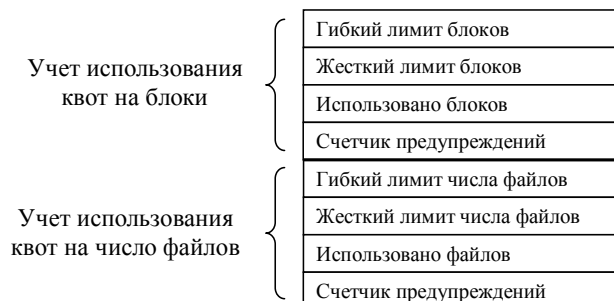 Учет использования
квот на блоки
Гибкий лимит блоков
Жесткий лимит блоков
Использовано блоков
Счетчик предупреждений
Учет использования
квот на число файлов
Гибкий лимит числа файлов
Жесткий лимит числа файлов
Использовано файлов
Счетчик предупреждений